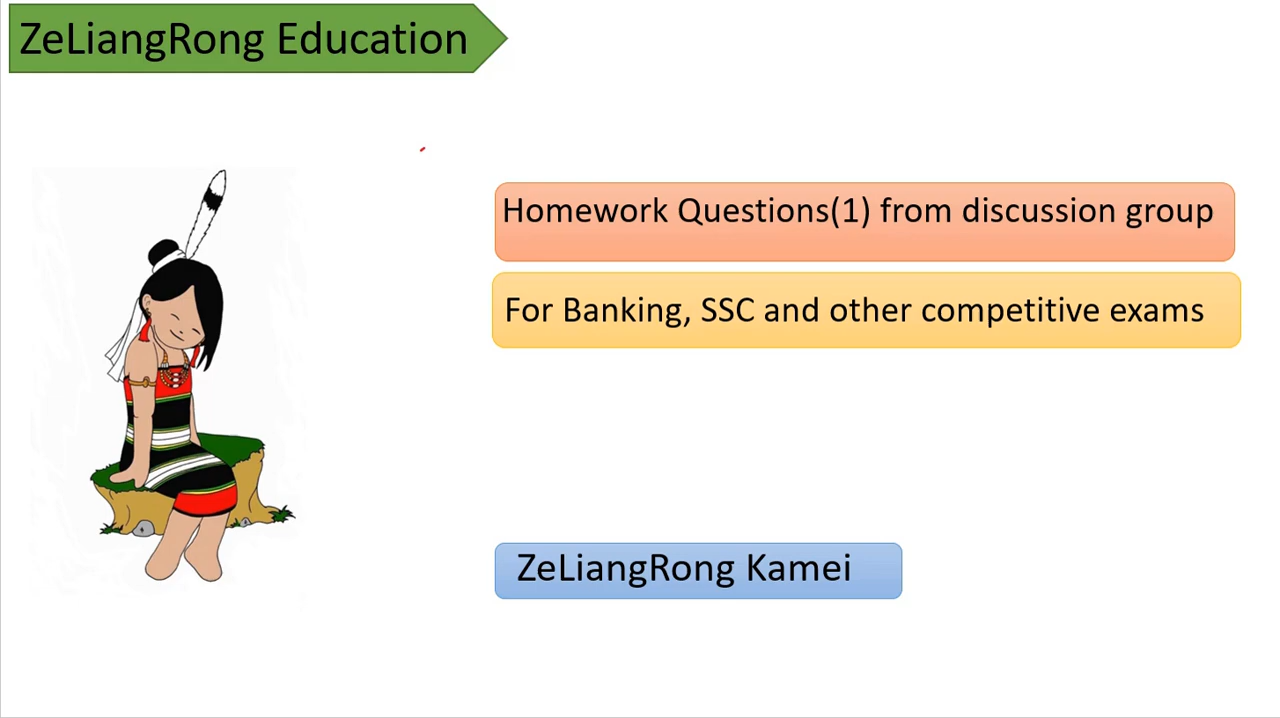 ZeLiangRong Education
Homework Questions(1) from discussion group
For Banking, SSC and other competitive exams
ZeLiangRong Kamei